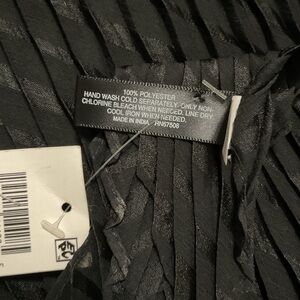 100% POLYESTER
HAND WASH COLD SEPARATELY. ONLY NON-
CHLORINE BLEACH WHEN NEEDED. LINE DRY
COOL IRON WHEN NEEDED.
MADE IN INDIA RN67508